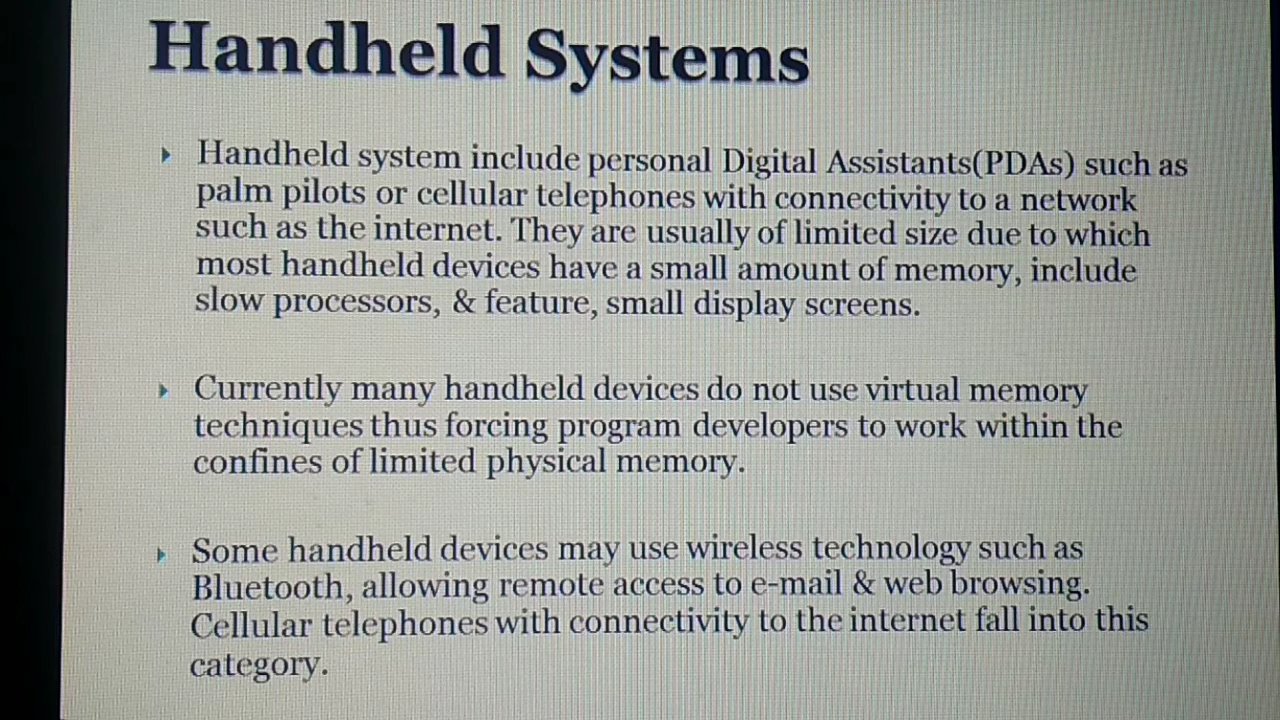 Handheld Systems
Handheld system include personal Digital Assistants(PDAs) such as
palm pilots or cellular telephones with connectivity to a network
such as the internet. They are usually of limited size due to which
most handheld devices have a small amount of memory, include
slow processors, & feature, small display screens.
Currently many handheld devices do not use virtual memory
techniques thus forcing program developers to work within the
confines of limited physical memory.
Some handheld devices may use wireless technology such as
Bluetooth, allowing remote access to e-mail & web browsing.
Cellular telephones with connectivity to the internet fall into this
category.